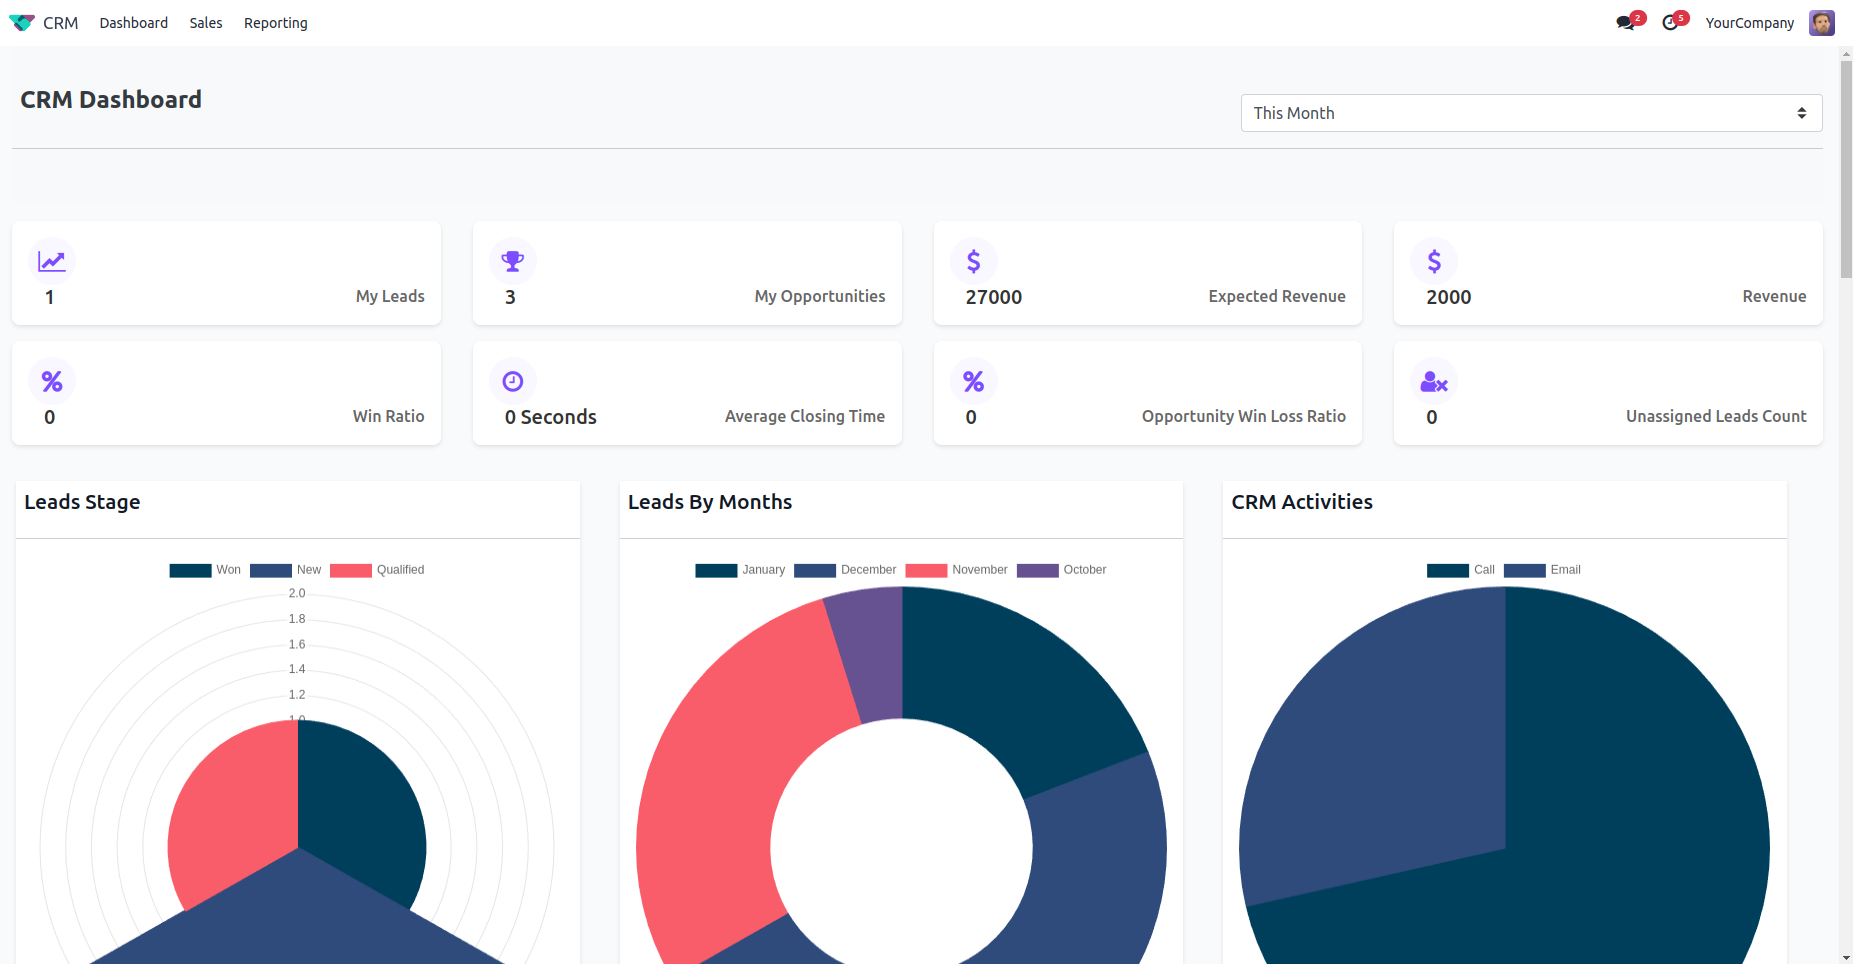 CRM Dashboard Sales Reporting 2 5 YourCompany
CRM Dashboard
This Month
1 My Leads
3 My Opportunities
27000 Expected Revenue
2000 Revenue
0 Win Ratio
0 Seconds Average Closing Time
0 Opportunity Win Loss Ratio
0 Unassigned Leads Count
Leads Stage
Won New Qualified
2.0
1.8
1.6
1.4
1.2
1.0
Leads By Months
January December November October
CRM Activities
Call Email